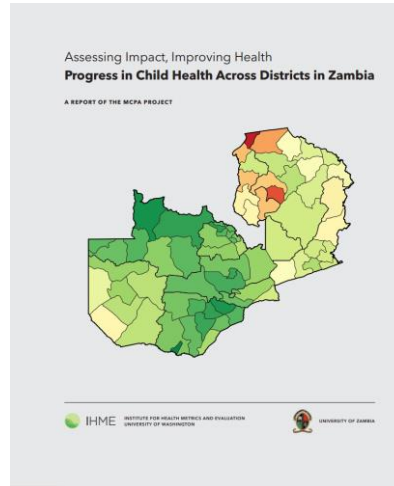 Assessing Impact, Improving Health
Progress in Child Health Across Districts in Zambia
A REPORT OF THE MCPA PROJECT
IHME
INSTITUTE FOR HEALTH METRICS AND EVALUATION
UNIVERSITY OF WASHINGTON
UNIVERSITY OF ZAMBIA